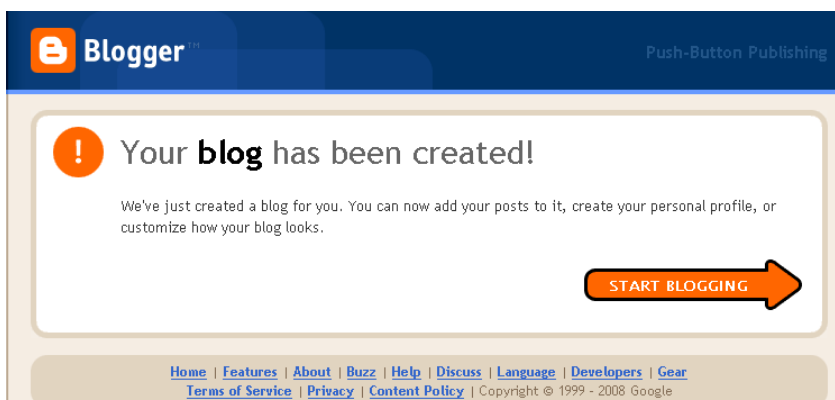 Blogger™
Push-Button Publishing
! Your blog has been created!
We've just created a blog for you. You can now add your posts to it, create your personal profile, or
customize how your blog looks.
START BLOGGING
Home | Features | About | Buzz | Help | Discuss | Language | Developers | Gear
Terms of Service | Privacy | Content Policy | Copyright © 1999 - 2008 Google